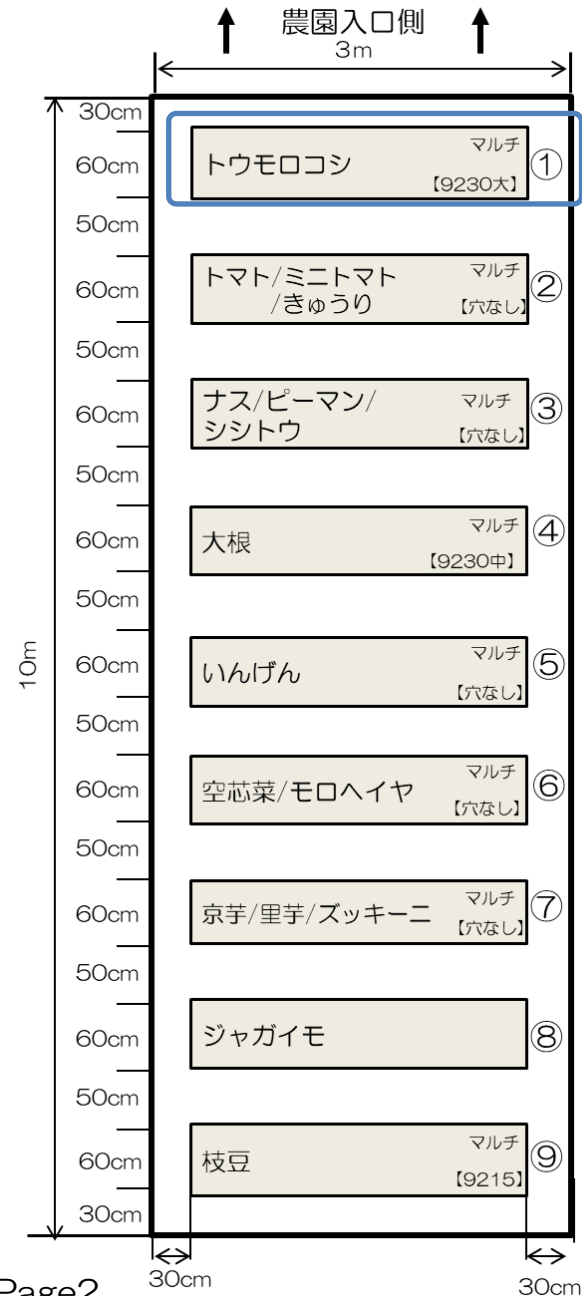 農園入口側
3m
30cm
60cm
トウモロコシ
マルチ
【9230大】
①
50cm
60cm
トマト/ミニトマト
/きゅうり
マルチ
【穴なし】
②
50cm
60cm
ナス/ピーマン/
シシトウ
マルチ
【穴なし】
③
50cm
60cm
大根
マルチ
【9230中】
④
50cm
10m
60cm
いんげん
マルチ
【穴なし】
⑤
50cm
60cm
空芯菜/モロヘイヤ
マルチ
【穴なし】
⑥
50cm
60cm
京芋/里芋/ズッキーニ
マルチ
【穴なし】
⑦
50cm
60cm
ジャガイモ
⑧
50cm
60cm
枝豆
マルチ
【9215】
⑨
30cm
30cm
30cm
Page2